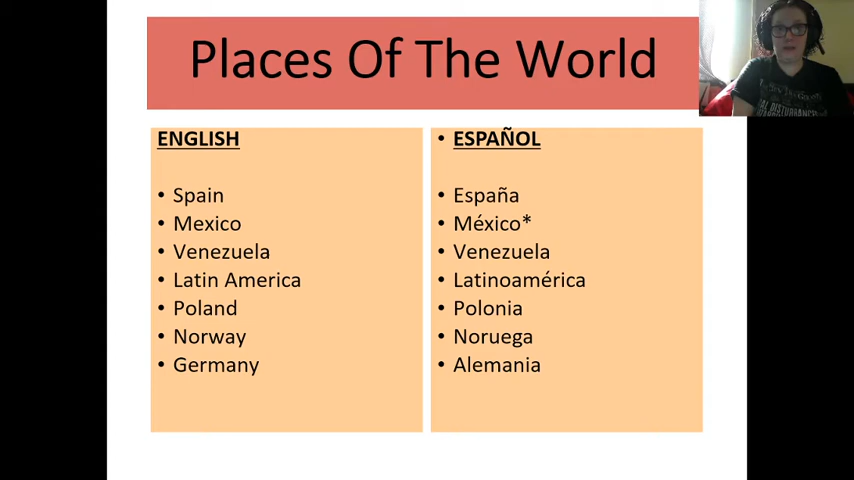 Places Of The World
ENGLISH
• Spain
• Mexico
• Venezuela
• Latin America
• Poland
• Norway
• Germany
• ESPAÑOL
• España
• México*
• Venezuela
• Latinoamérica
• Polonia
• Noruega
• Alemania